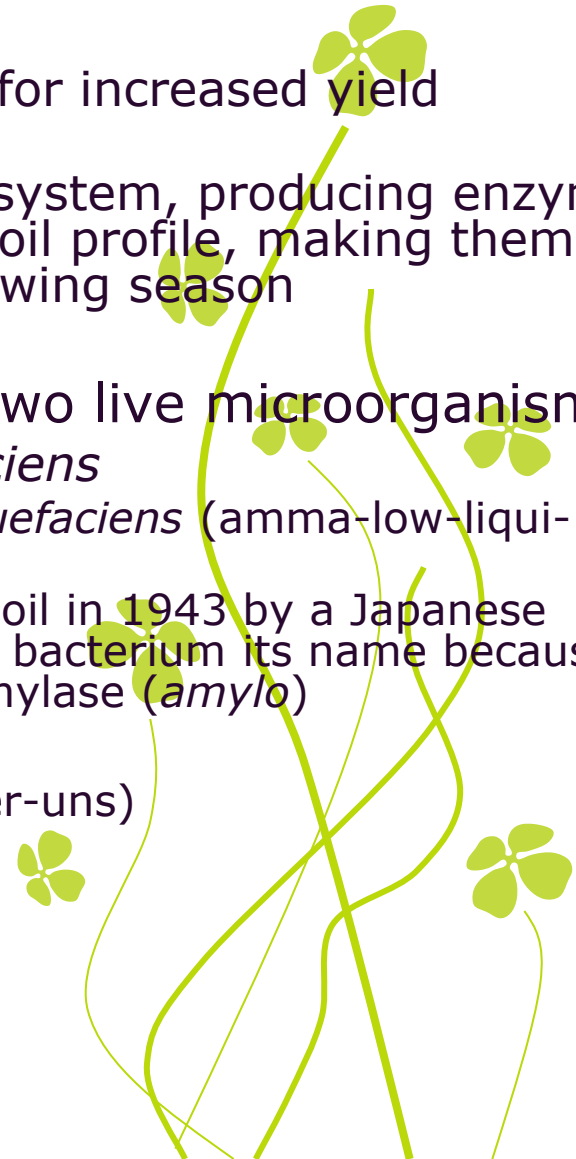 for increased yield
system, producing enzym
oil profile, making them
wing season
wo live microorganism
ciens
uefaciens (amma-low-liqui-
oil in 1943 by a Japanese
bacterium its name becaus
nylase (amylo)
er-uns)